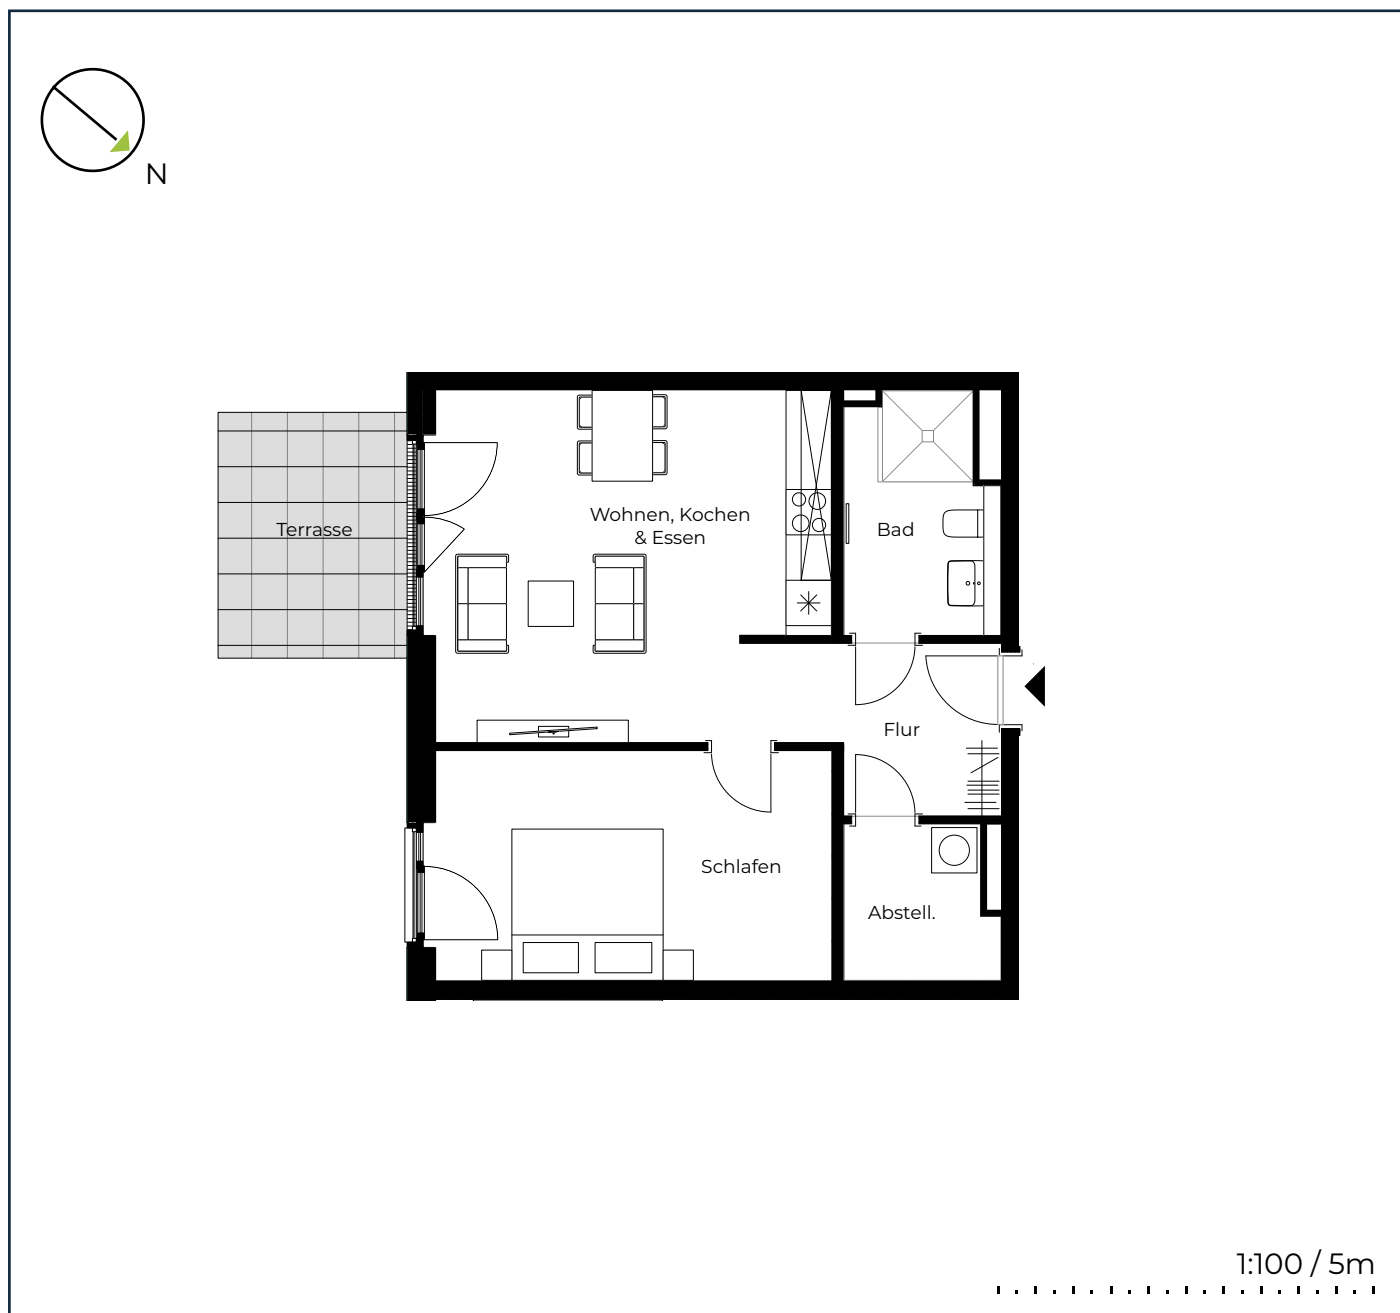 N
Terrasse
Wohnen, Kochen
& Essen
Bad
Flur
Schlafen
Abstell.
1:100 / 5m